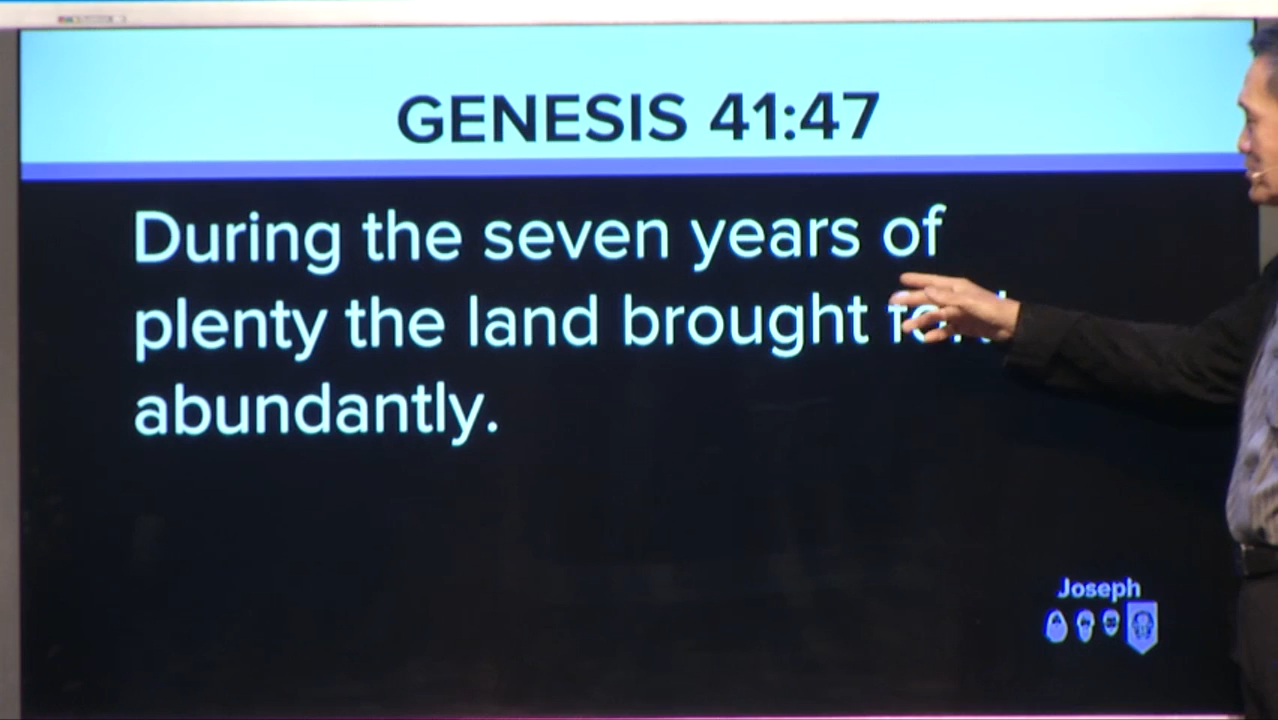 GENESIS 41:47
During the seven years of
plenty the land brought
abundantly.
Joseph